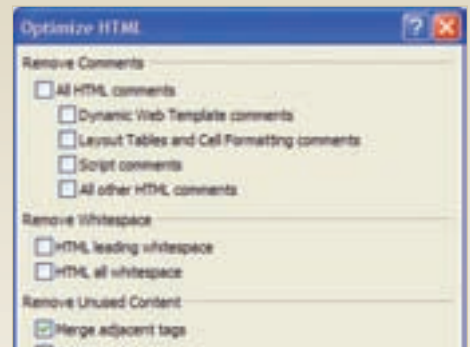 Optimize HTML
Remove Comments
All HTML comments
Dynamic Web Template comments
Layout Tables and Cell Formatting comments
Script comments
All other HTML comments
Remove Whitespace
HTML leading whitespace
HTML all whitespace
Remove Unused Content
Merge adjacent tags